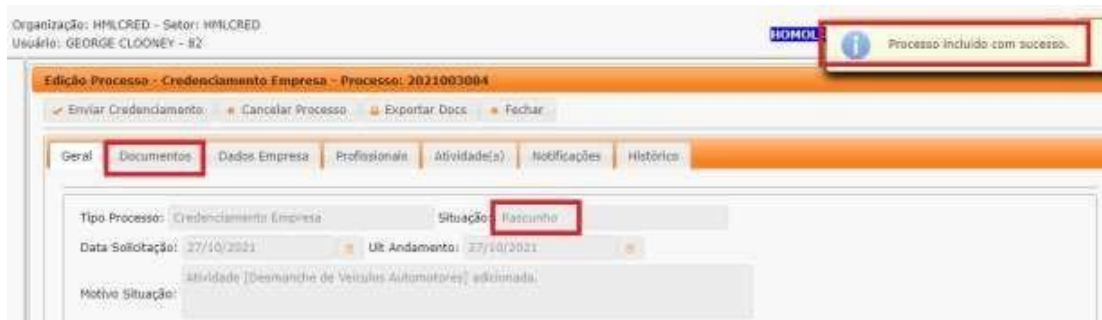 Organização: HMLCRED - Setor: HMLCRED
Usuário: GEORGE CLOONEY - 82
HOMOL
Processo incluído com sucesso.
Edição Processo - Credenciamento Empresa - Processo: 2021003004
Enviar Credenciamento Cancelar Processo Exportar Docs Fechar
Geral Documentos Dados Empresa Profissionais Atividade(s) Notificações Histórico
Tipo Processo: Credenciamento Empresa Situação: Rascunho
Data Solicitação: 27/10/2021 Ult Andamento: 27/10/2021
Atividade [Desmanche de Veículos Automotores] adicionada.
Motivo Situação: